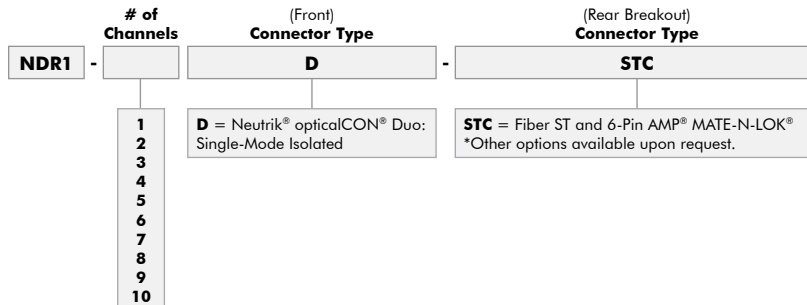 # of
Channels
(Front)
Connector Type
(Rear Breakout)
Connector Type
NDR1 - D - STC
1
2
3
4
5
6
7
8
9
10
D = Neutrik® opticalCON® Duo:
Single-Mode Isolated
STC = Fiber ST and 6-Pin AMP® MATE-N-LOK®
*Other options available upon request.